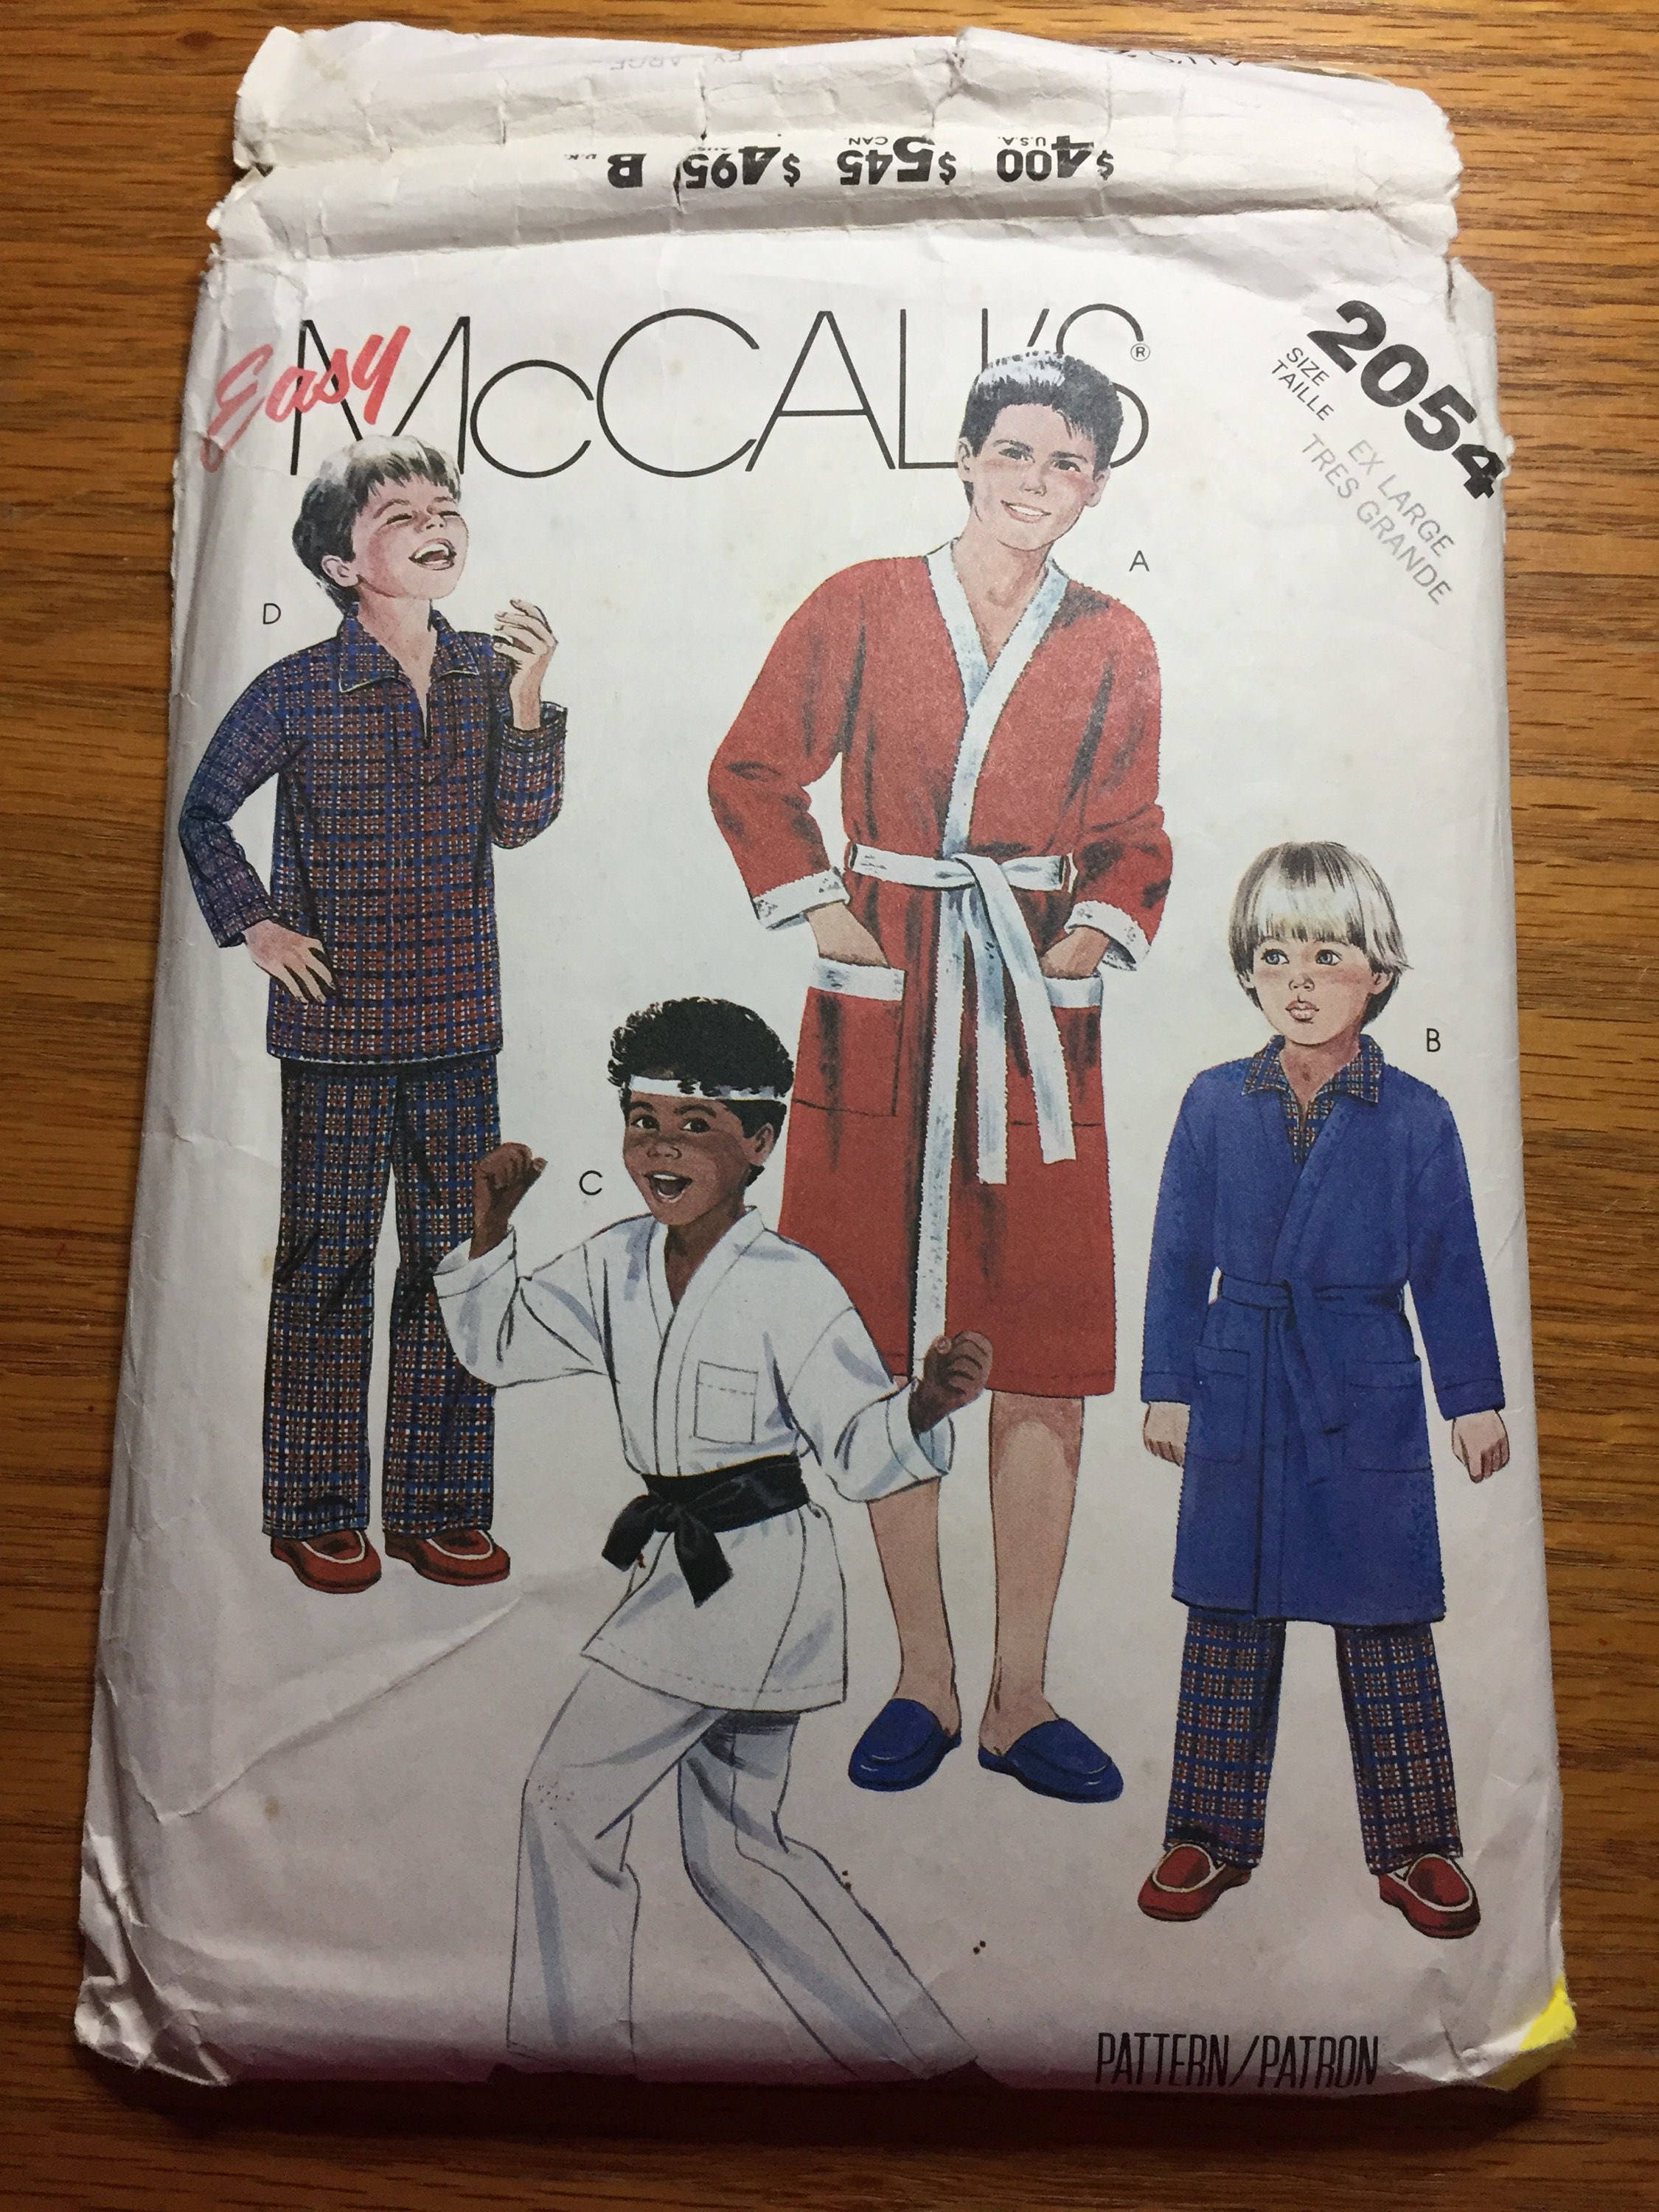 $400 U.S.A. $545 CAN. $495 B U.K.
Easy
McCALL'S®
2054
SIZE
TAILLE
EX LARGE
TRES GRANDE
D
A
B
C
PATTERN/PATRON